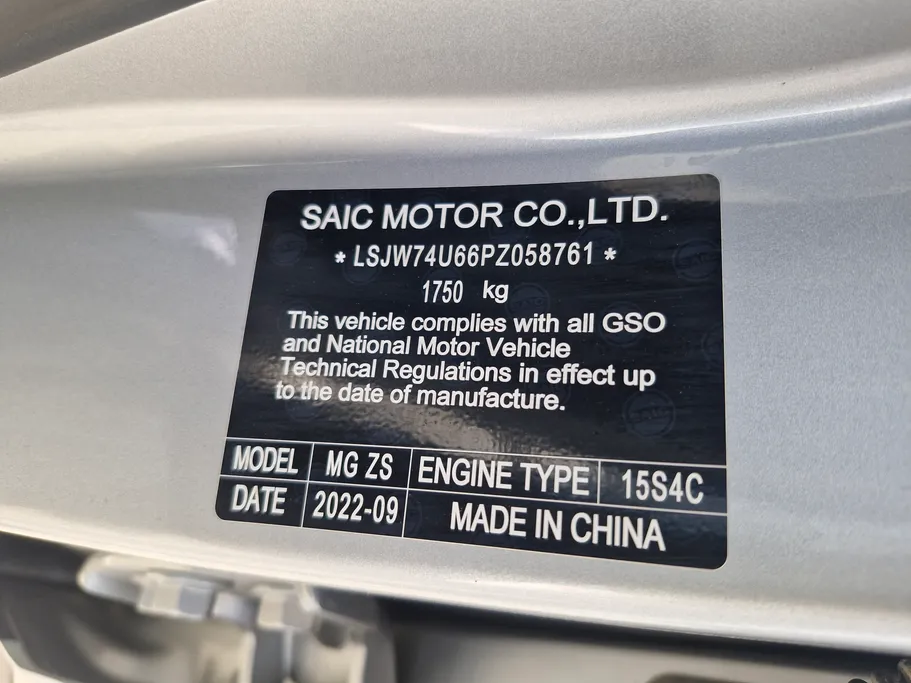 SAIC MOTOR CO.,LTD.
* LSJW74U66PZ058761 *
1750 kg
This vehicle complies with all GSO
and National Motor Vehicle
Technical Regulations in effect up
to the date of manufacture.
MODEL MG ZS ENGINE TYPE 15S4C
DATE 2022-09 MADE IN CHINA